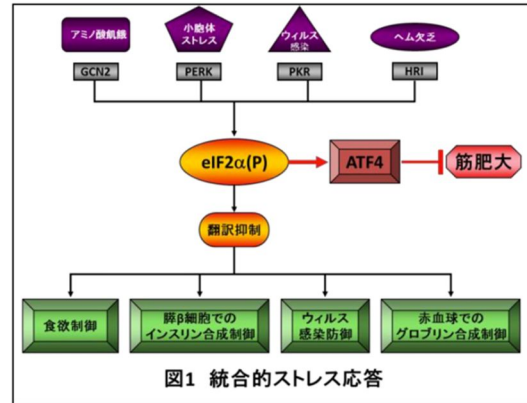 アミノ酸飢餓
小胞体
ストレス
ウィルス
感染
ヘム欠乏
GCN2
PERK
PKR
HRI
eIF2α(P)
ATF4
筋肥大
翻訳抑制
食欲制御
膵β細胞での
インスリン合成制御
ウィルス
感染防御
赤血球での
グロブリン合成制御
図1 統合的ストレス応答